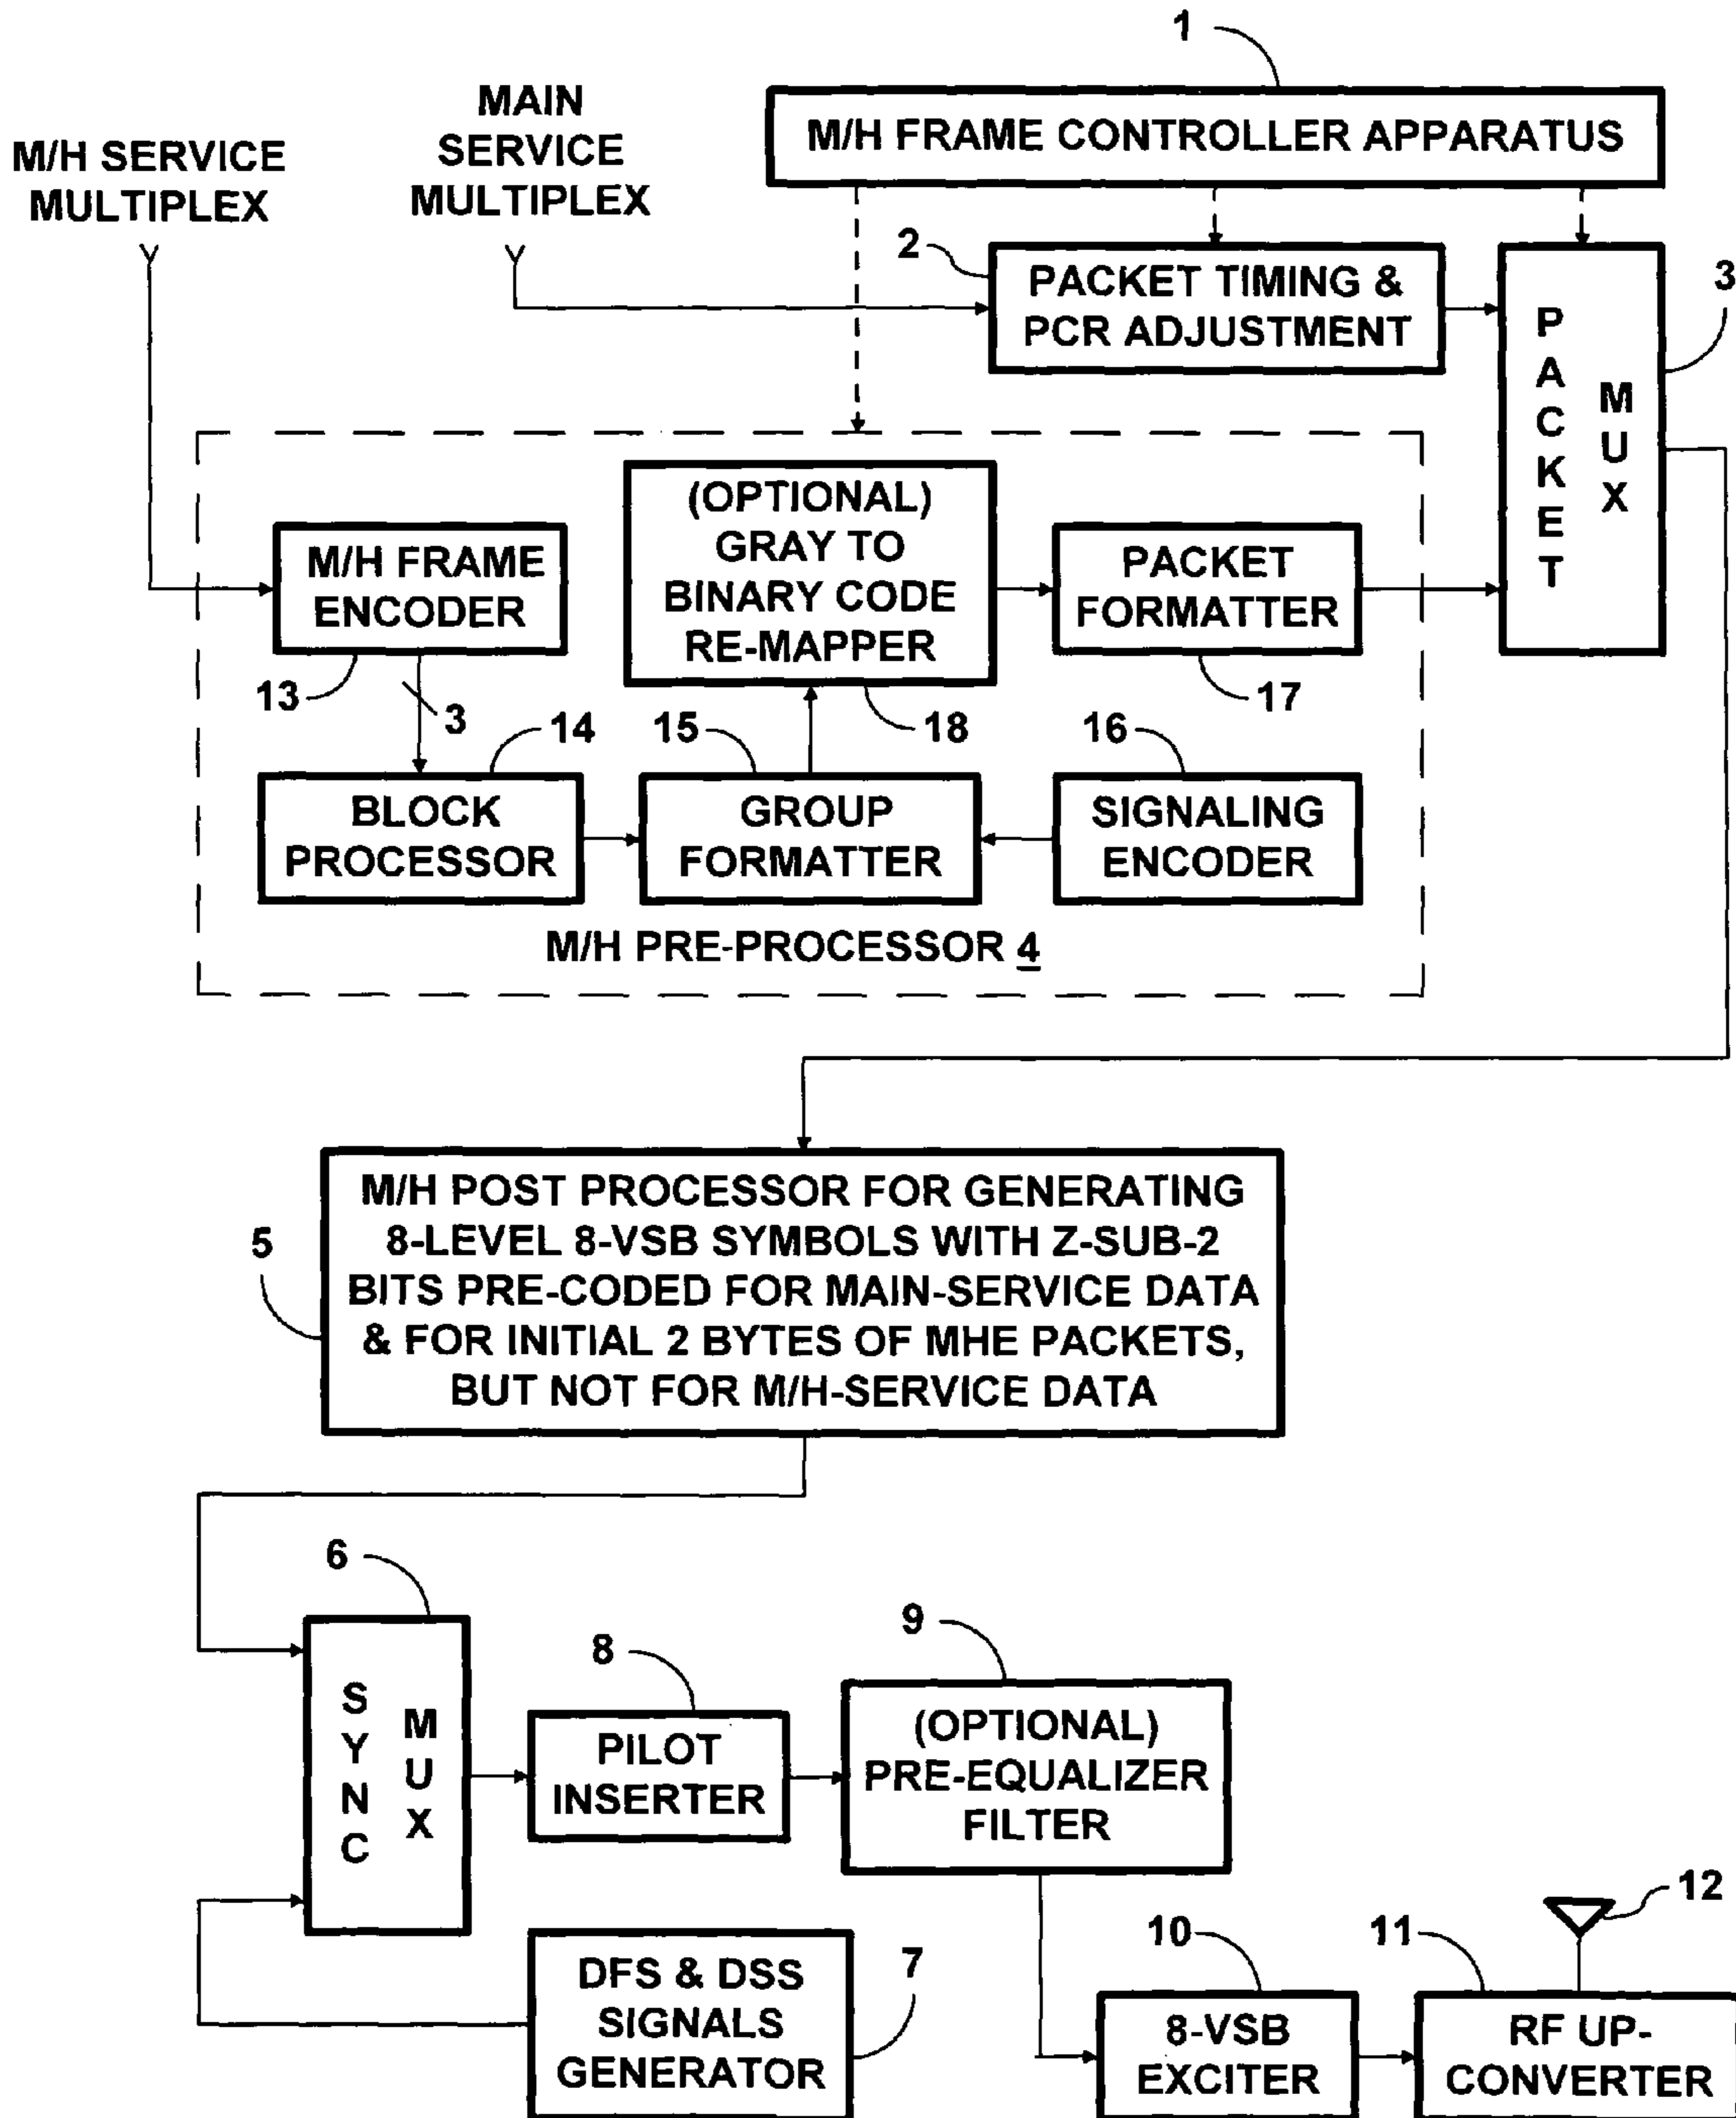 1
M/H FRAME CONTROLLER APPARATUS
M/H SERVICE
MULTIPLEX
MAIN
SERVICE
MULTIPLEX
2
PACKET TIMING &
PCR ADJUSTMENT
3
PACKET
MUX
(OPTIONAL)
GRAY TO
BINARY CODE
RE-MAPPER
M/H FRAME
ENCODER
PACKET
FORMATTER
13
3
14
15
18
16
17
BLOCK
PROCESSOR
GROUP
FORMATTER
SIGNALING
ENCODER
M/H PRE-PROCESSOR 4
5
M/H POST PROCESSOR FOR GENERATING
8-LEVEL 8-VSB SYMBOLS WITH Z-SUB-2
BITS PRE-CODED FOR MAIN-SERVICE DATA
& FOR INITIAL 2 BYTES OF MHE PACKETS,
BUT NOT FOR M/H-SERVICE DATA
6
SYNC
MUX
8
PILOT
INSERTER
9
(OPTIONAL)
PRE-EQUALIZER
FILTER
7
DFS & DSS
SIGNALS
GENERATOR
10
8-VSB
EXCITER
11
RF UP-
CONVERTER
12